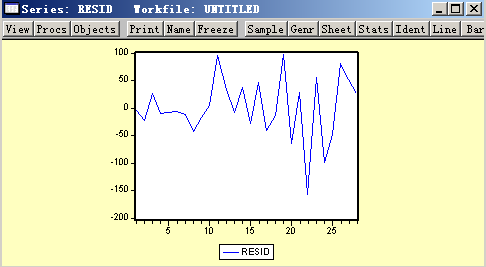 Series: RESID Workfile: UNTITLED
View Procs Objects Print Name Freeze Sample Genr Sheet Stats Ident Line Bar
100
50
0
-50
-100
-150
-200
5 10 15 20 25
RESID